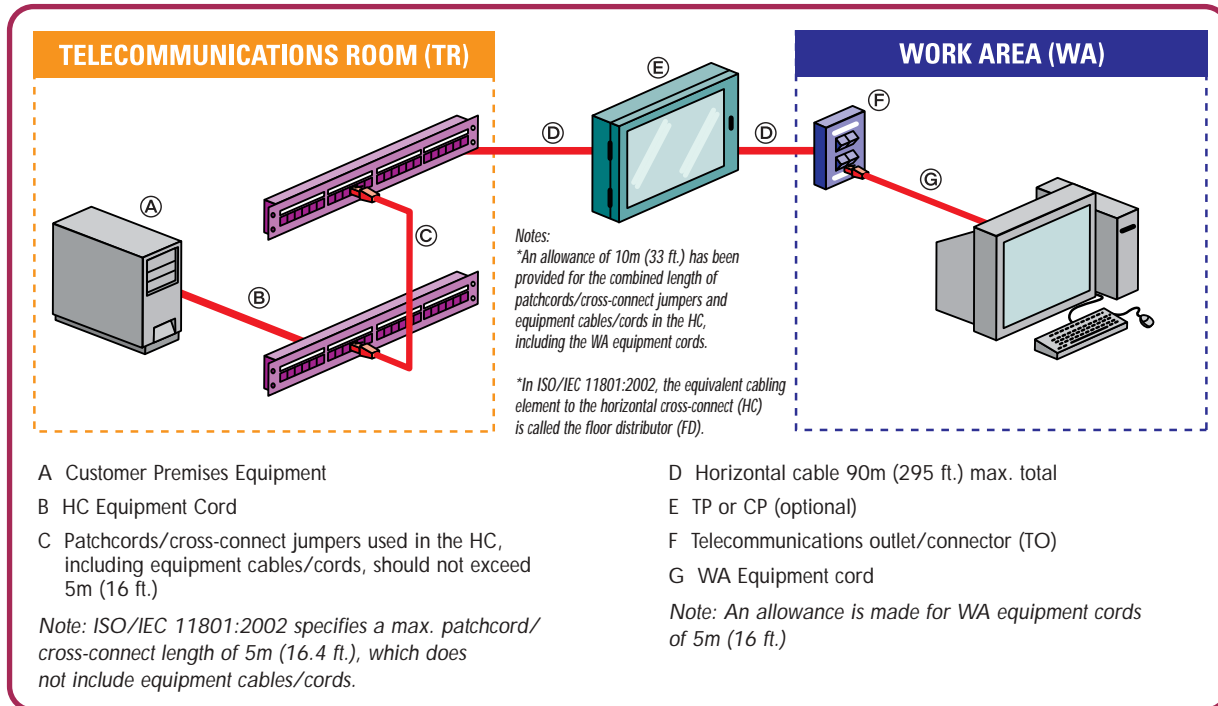 TELECOMMUNICATIONS ROOM (TR)
WORK AREA (WA)
E
F
D
D
A
G
C
B
Notes:
*An allowance of 10m (33 ft.) has been
provided for the combined length of
patchcords/cross-connect jumpers and
equipment cables/cords in the HC,
including the WA equipment cords.
*In ISO/IEC 11801:2002, the equivalent cabling
element to the horizontal cross-connect (HC)
is called the floor distributor (FD).
A Customer Premises Equipment
B HC Equipment Cord
C Patchcords/cross-connect jumpers used in the HC,
including equipment cables/cords, should not exceed
5m (16 ft.)
Note: ISO/IEC 11801:2002 specifies a max. patchcord/
cross-connect length of 5m (16.4 ft.), which does
not include equipment cables/cords.
D Horizontal cable 90m (295 ft.) max. total
E TP or CP (optional)
F Telecommunications outlet/connector (TO)
G WA Equipment cord
Note: An allowance is made for WA equipment cords
of 5m (16 ft.)